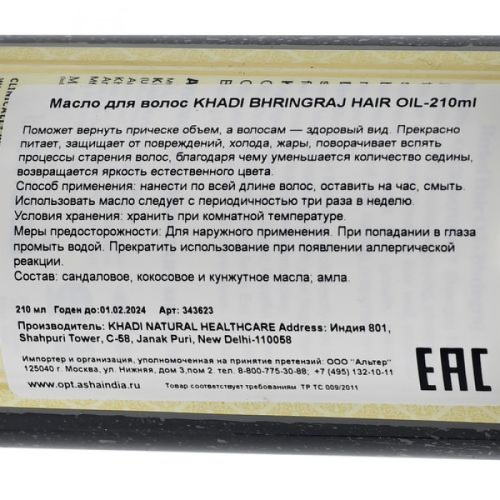 Масло для волос KHADI BHRINGRAJ HAIR OIL-210ml
Поможет вернуть прическе объем, а волосам — здоровый вид. Прекрасно
питает, защищает от повреждений, холода, жары, поворачивает вспять
процессы старения волос, благодаря чему уменьшается количество седины,
возвращается яркость естественного цвета.
Способ применения: нанести по всей длине волос, оставить на час, смыть.
Использовать масло следует с периодичностью три раза в неделю.
Условия хранения: хранить при комнатной температуре.
Меры предосторожности: Для наружного применения. При попадании в глаза
промыть водой. Прекратить использование при появлении аллергической
реакции.
Состав: сандаловое, кокосовое и кунжутное масла; амла.
210 мл Годен до:01.02.2024 Арт: 343623
Производитель: KHADI NATURAL HEALTHCARE Address: Индия 801,
Shahpuri Tower, C-58, Janak Puri, New Delhi-110058
Импортер и организация, уполномоченная на принятие претензий: ООО "Альтер"
125040 г. Москва, ул. Нижняя, дом 3,пом 2. тел. 8-800-775-30-88; +7 (495) 132-10-11
www.opt.ashaindia.ru Товар соответствует требованиям ТР ТС 009/2011
EAC